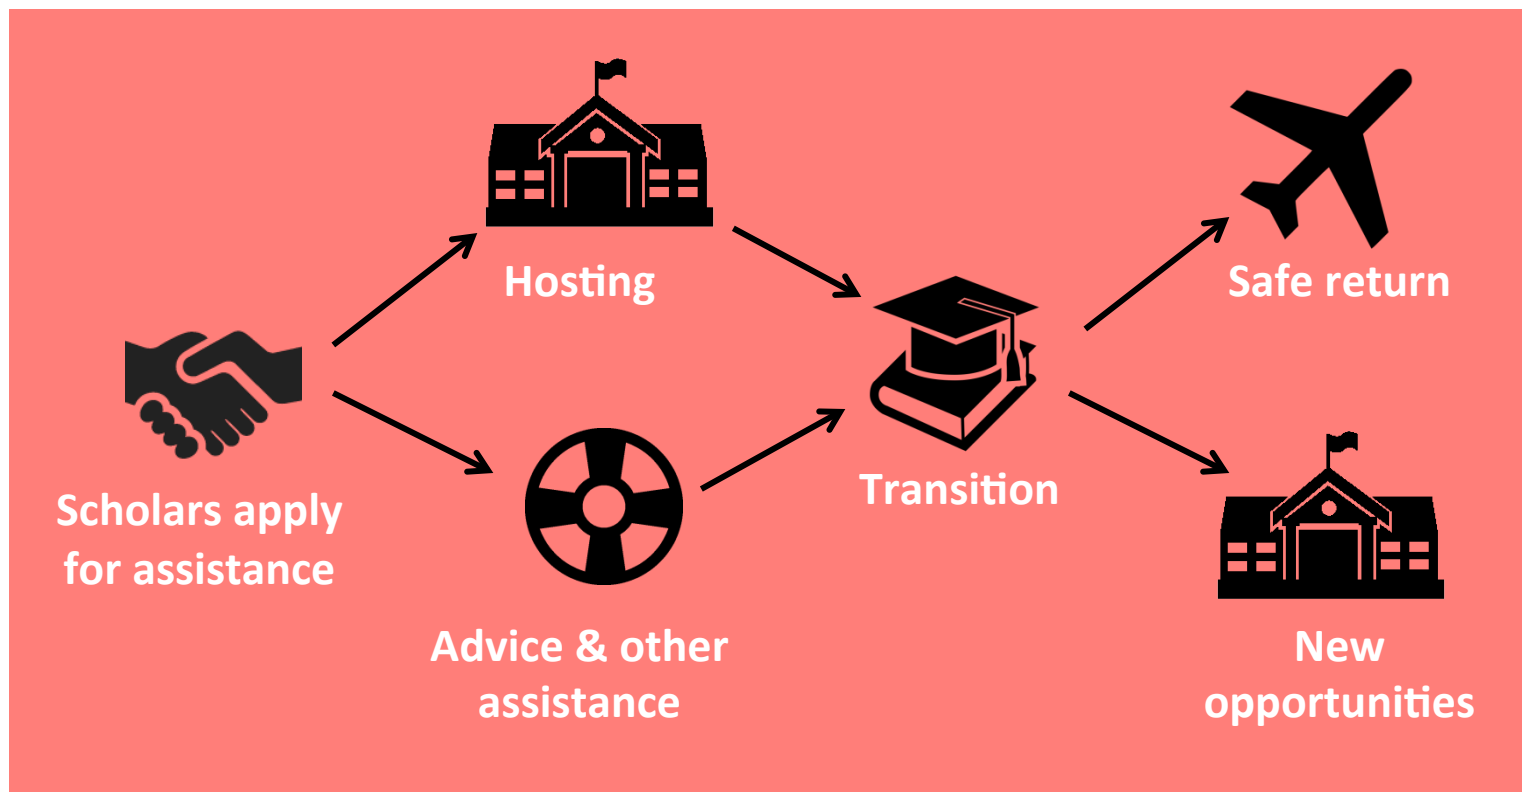 Hosting
Safe return
Scholars apply
for assistance
Transition
Advice & other
assistance
New
opportunities